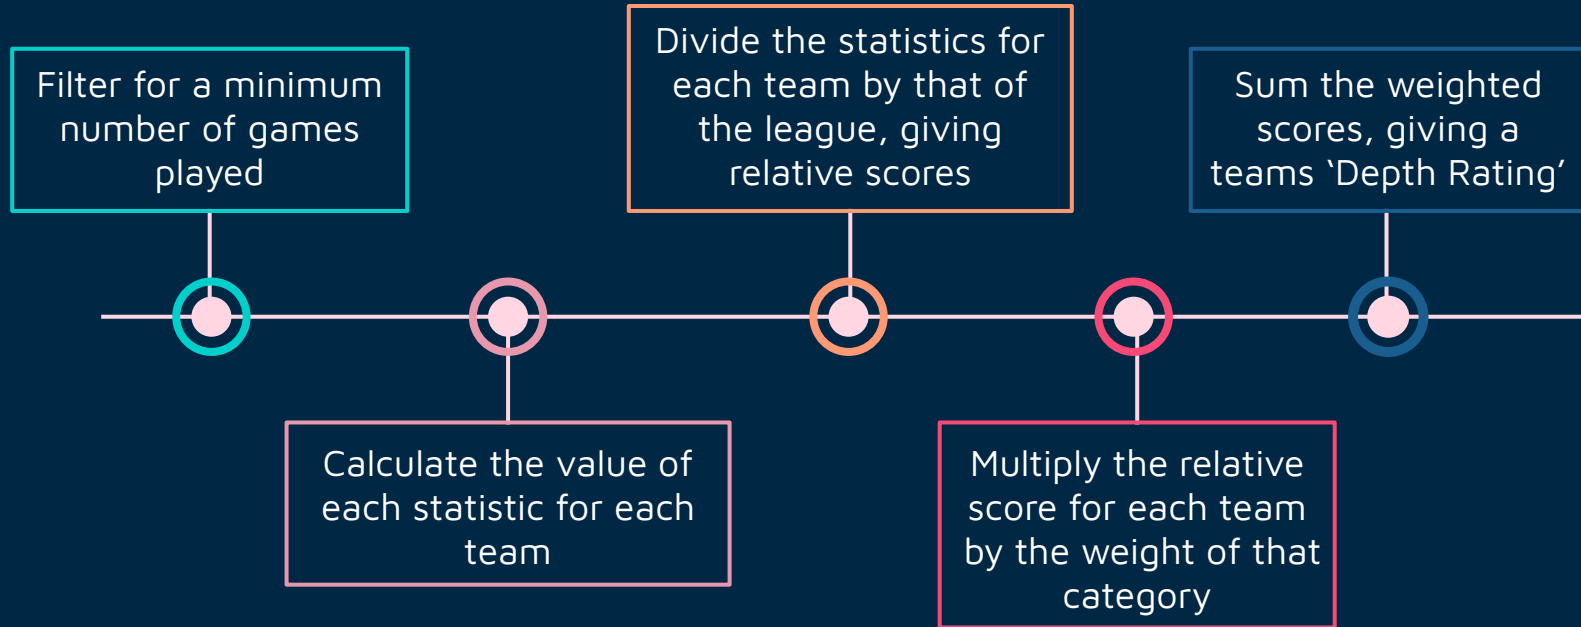 Filter for a minimum
number of games
played
Calculate the value of
each statistic for each
team
Divide the statistics for
each team by that of
the league, giving
relative scores
Multiply the relative
score for each team
by the weight of that
category
Sum the weighted
scores, giving a
teams ‘Depth Rating’